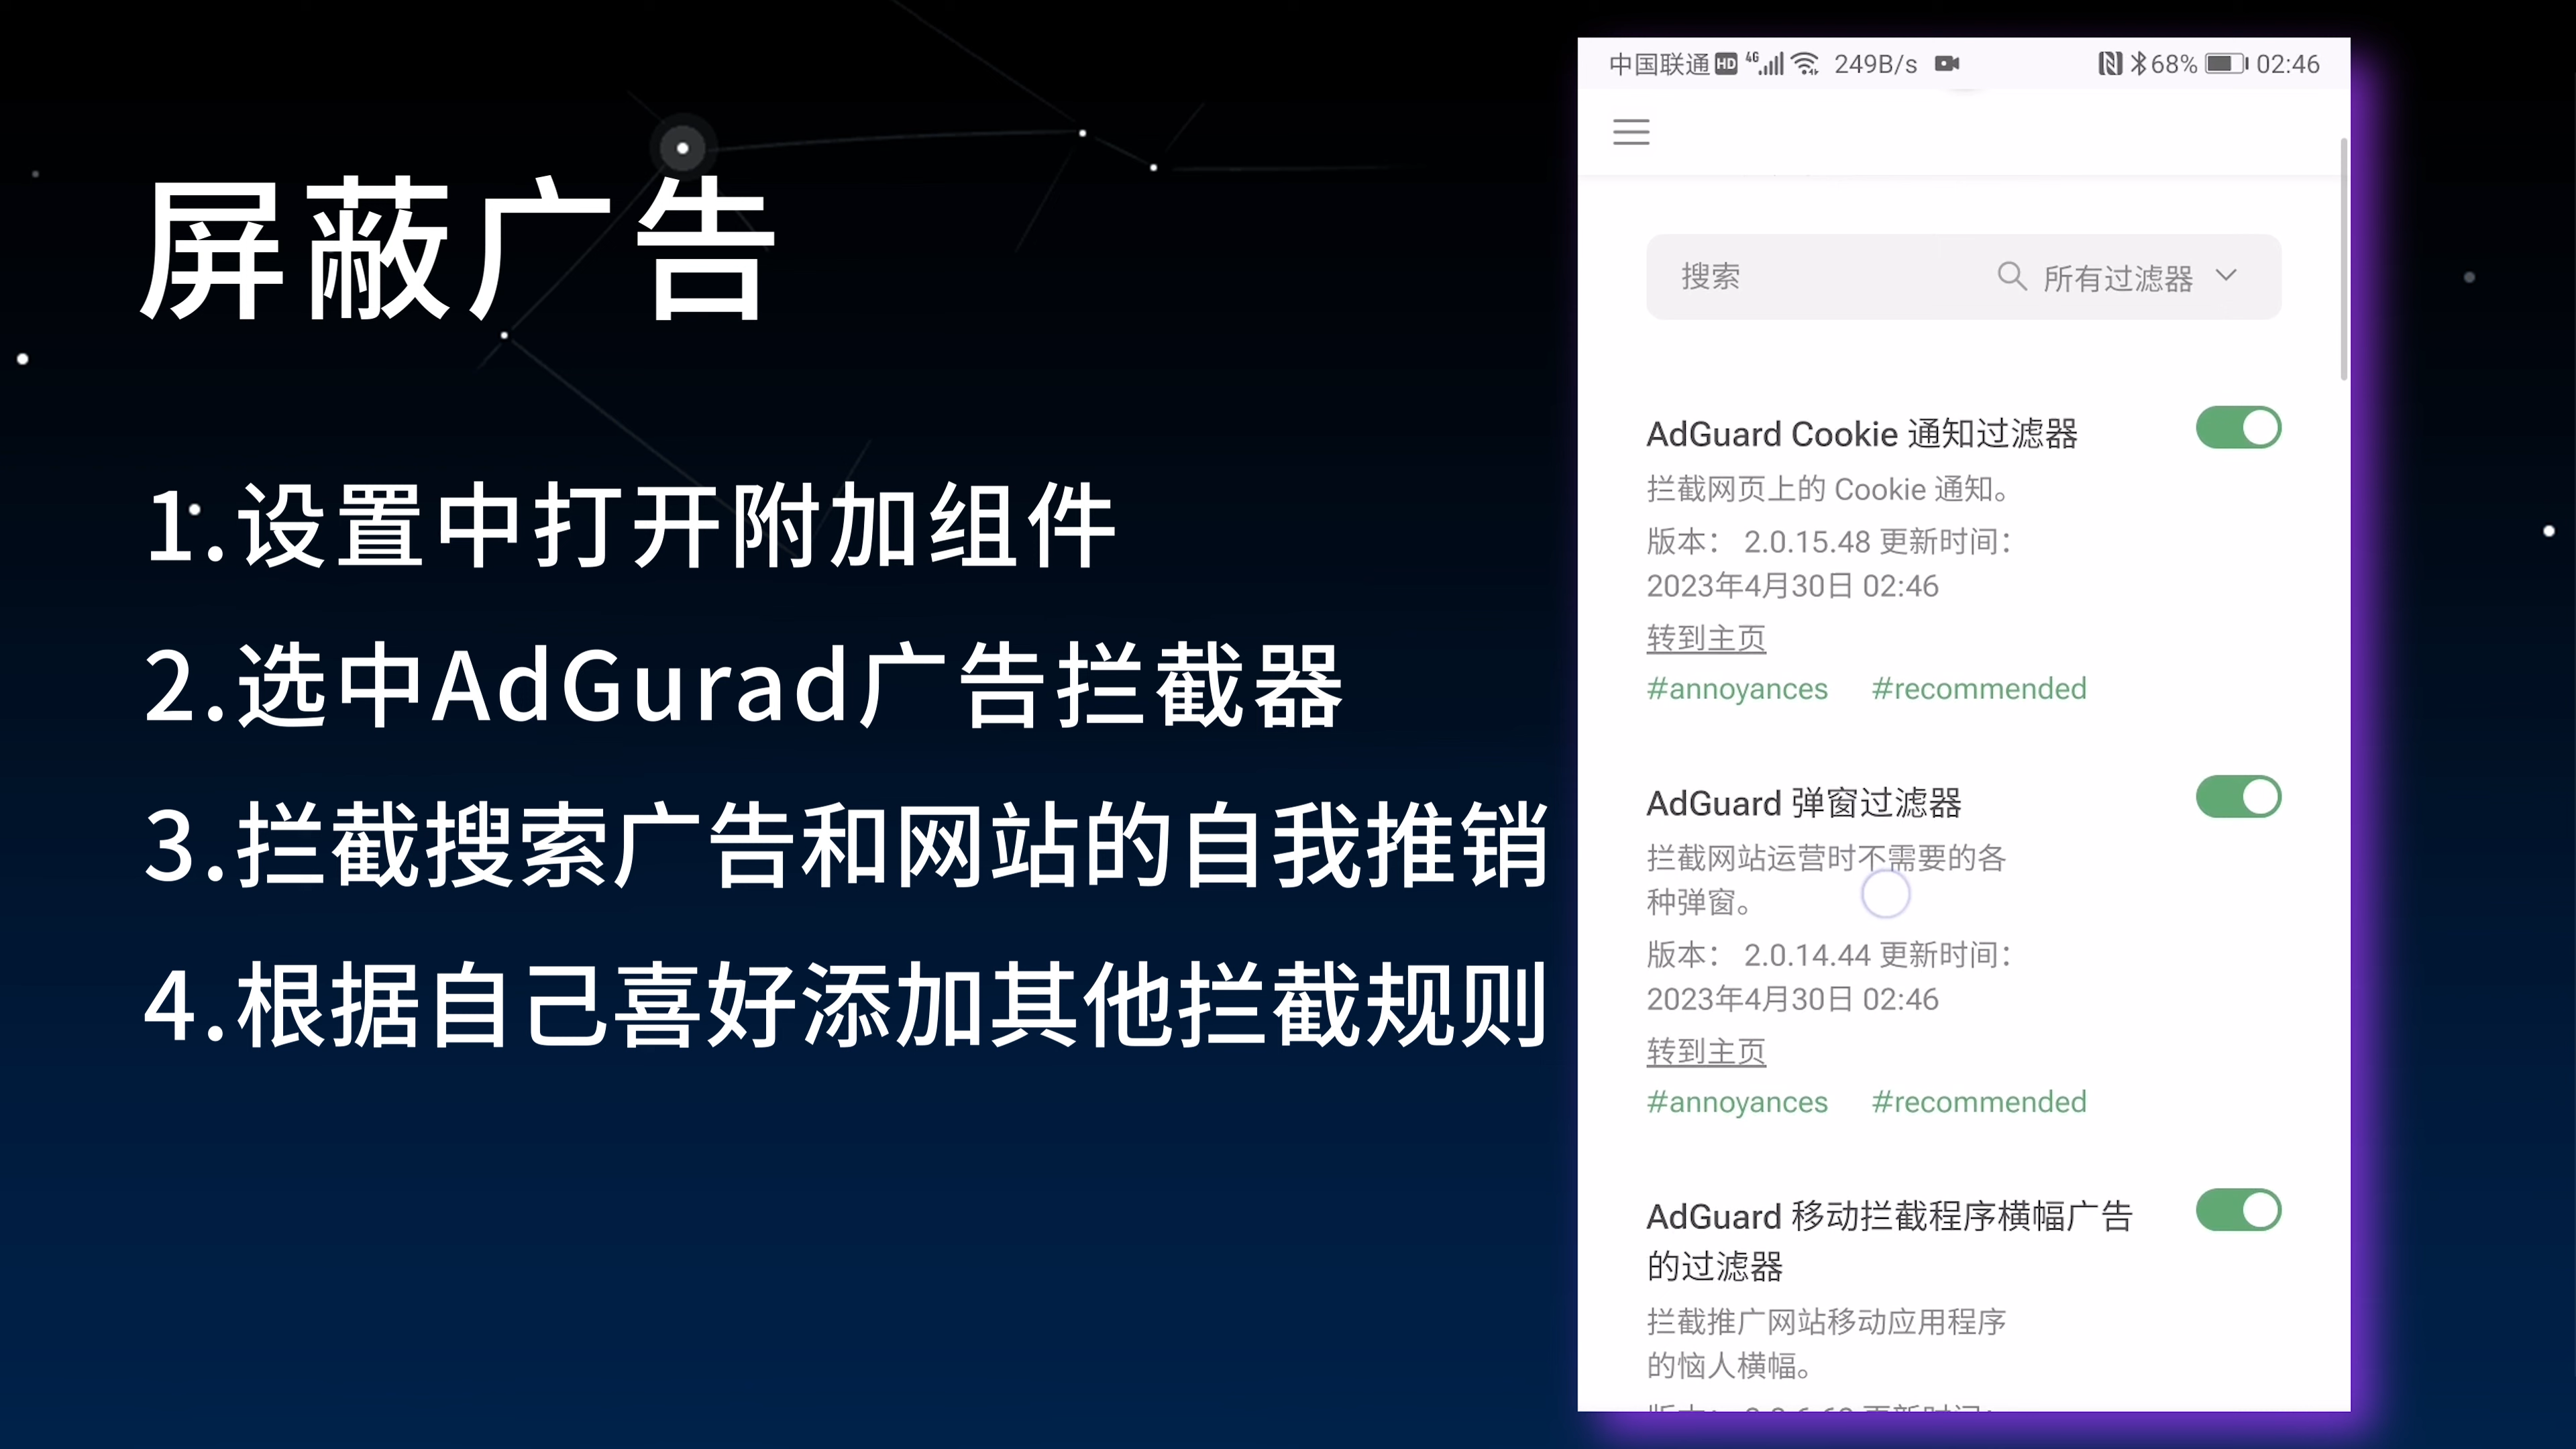 屏蔽广告
1.设置中打开附加组件
2.选中AdGurad广告拦截器
3.拦截搜索广告和网站的自我推销
4.根据自己喜好添加其他拦截规则
中国联通 HD 4G 249B/s 68% 02:46
搜索 所有过滤器
AdGuard Cookie 通知过滤器
拦截网页上的 Cookie 通知。
版本： 2.0.15.48 更新时间：
2023年4月30日 02:46
转到主页
#annoyances #recommended
AdGuard 弹窗过滤器
拦截网站运营时不需要的各
种弹窗。
版本： 2.0.14.44 更新时间：
2023年4月30日 02:46
转到主页
#annoyances #recommended
AdGuard 移动拦截程序横幅广告
的过滤器
拦截推广网站移动应用程序
的恼人横幅。